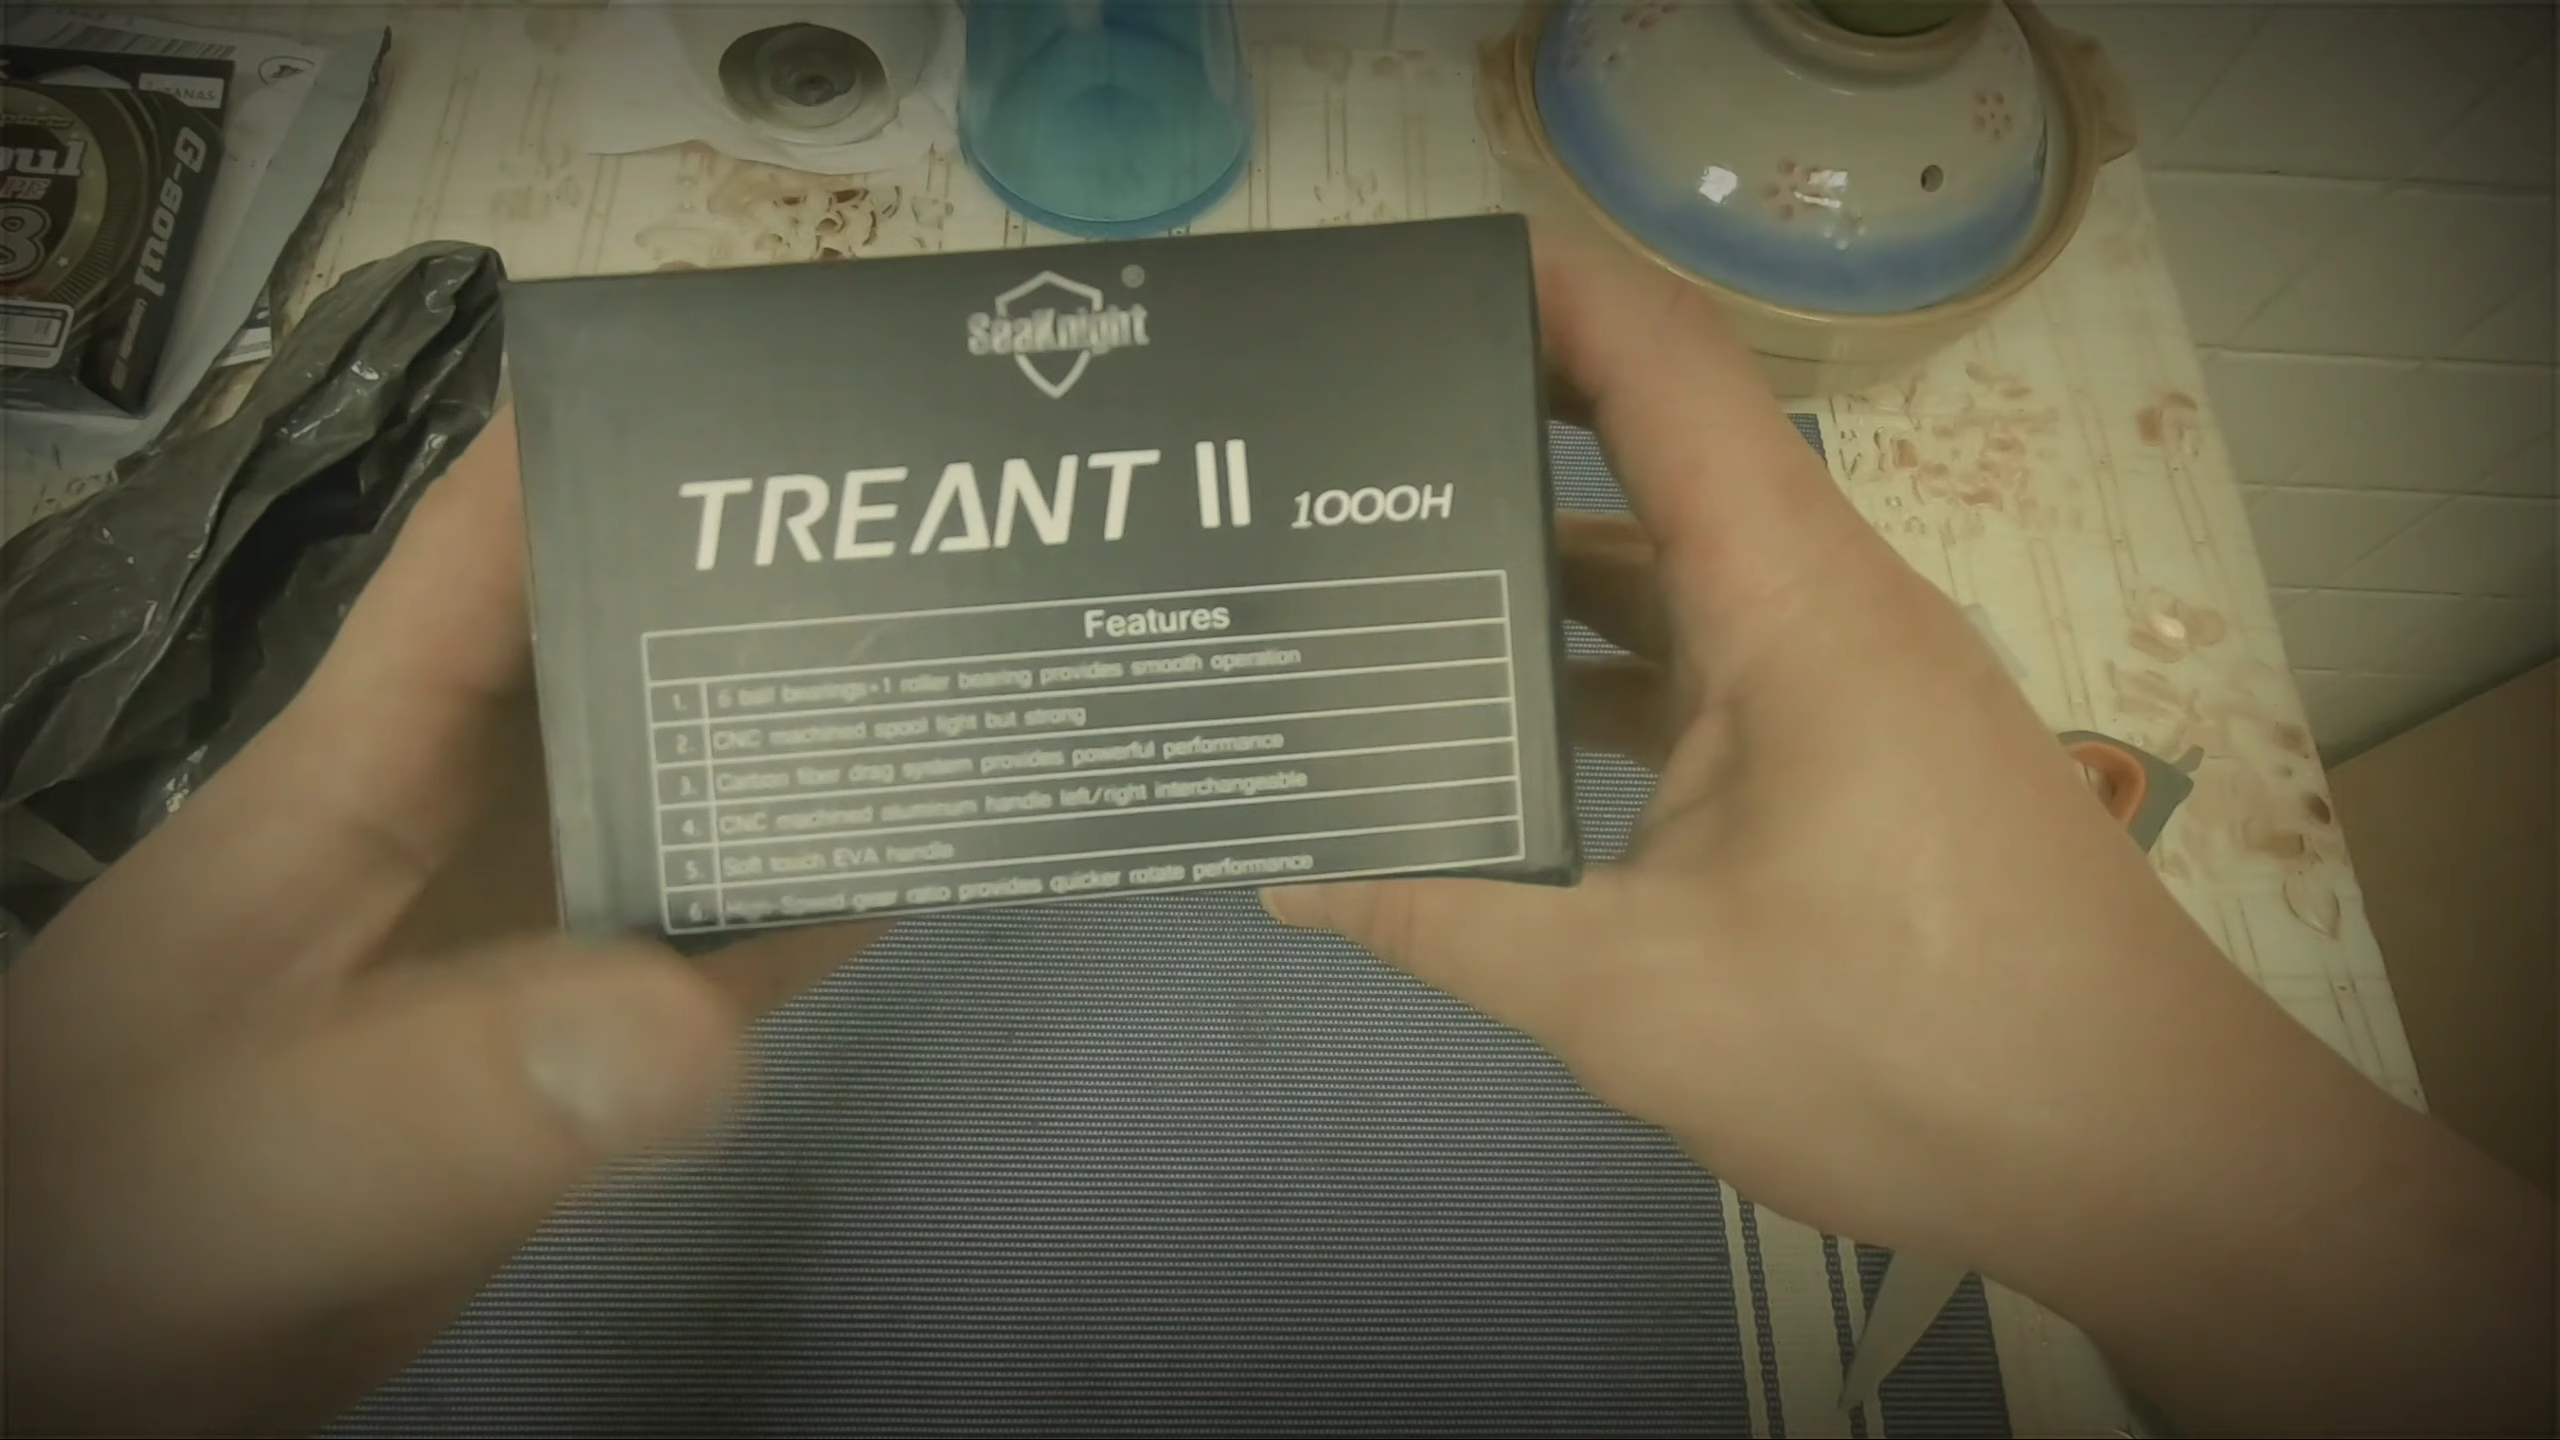 SeaKnight
TREANT II 1000H
Features
1. 6 ball bearings+1 roller bearing provides smooth operation
2. CNC machined spool light but strong
3. Carbon fiber drag system provides powerful performance
4. CNC machined aluminum handle left/right interchangeable
5. Soft touch EVA handle
6. High-Speed gear ratio provides quicker rotate performance
PE
8
G-soul